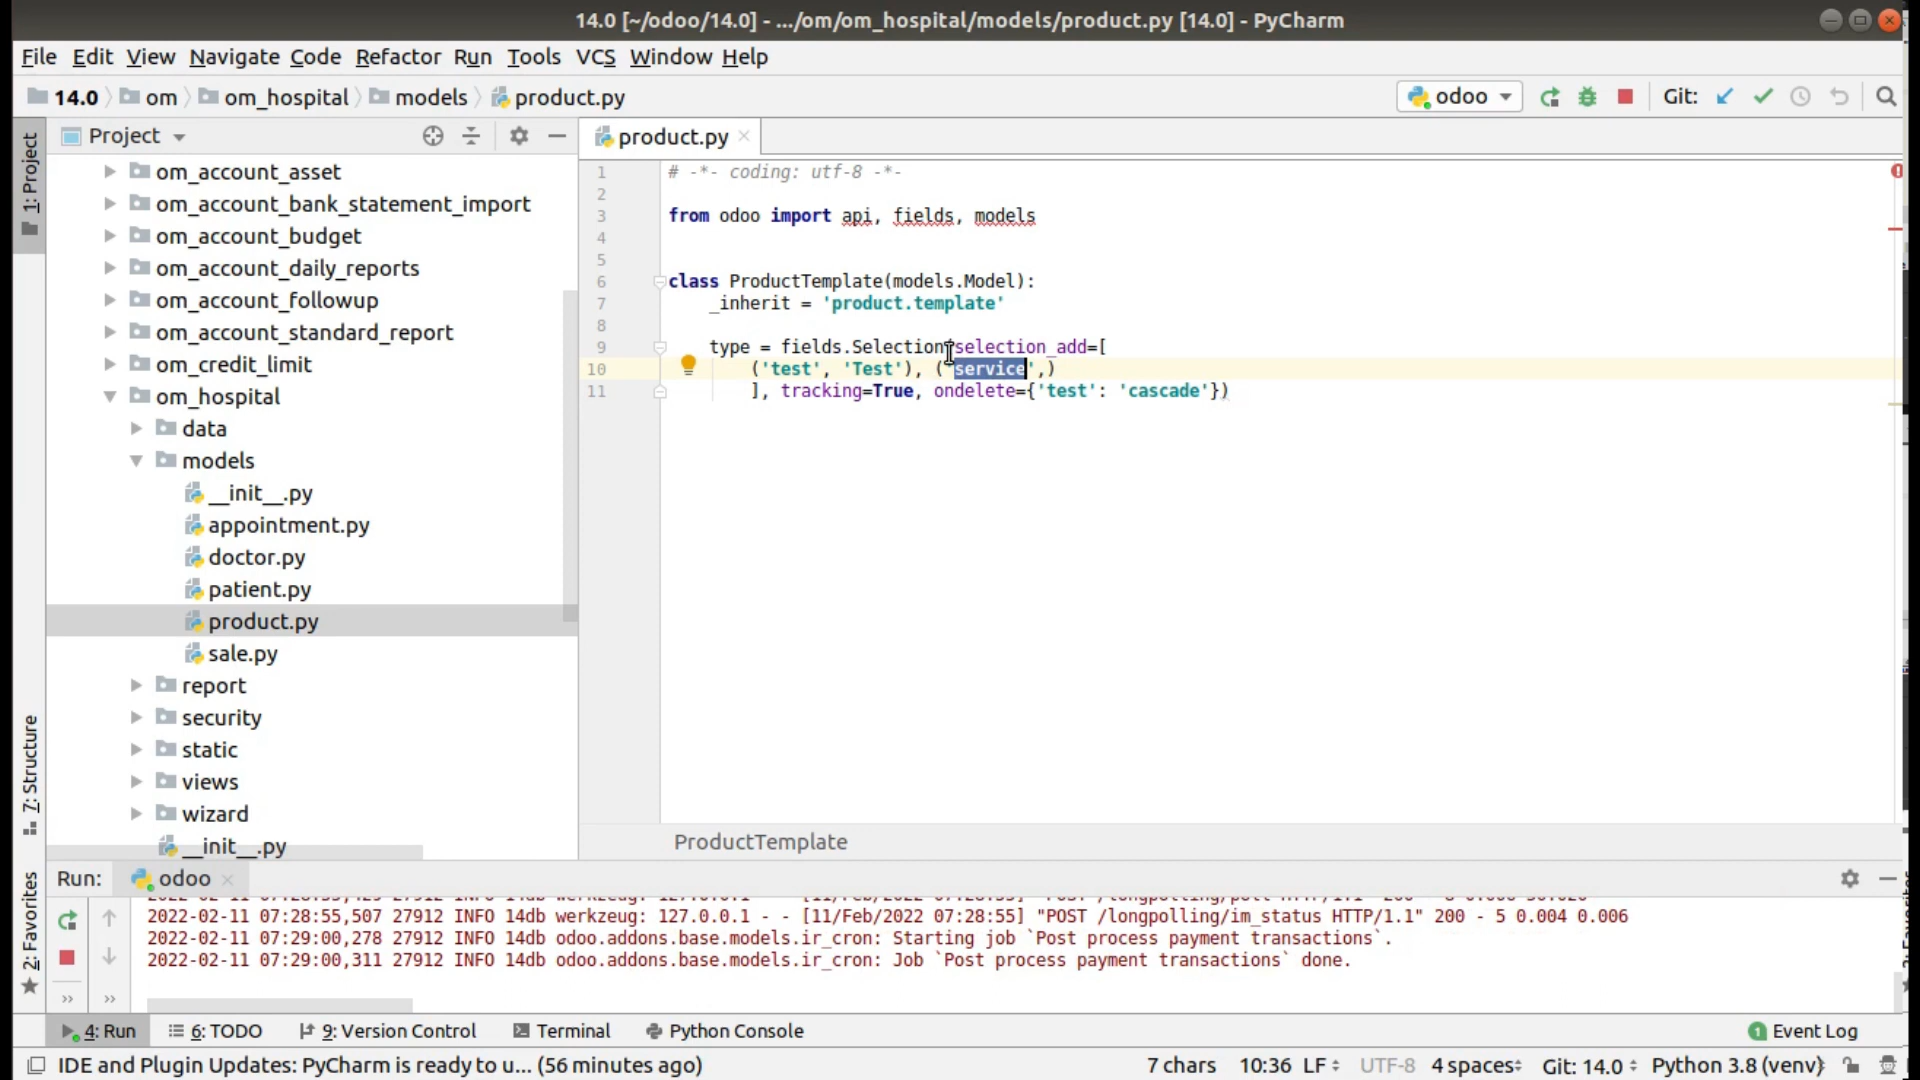 14.0 [~/odoo/14.0] - .../om/om_hospital/models/product.py [14.0] - PyCharm
File Edit View Navigate Code Refactor Run Tools VCS Window Help
14.0 om om_hospital models product.py odoo Git:
1: Project
Project
product.py
om_account_asset
om_account_bank_statement_import
om_account_budget
om_account_daily_reports
om_account_followup
om_account_standard_report
om_credit_limit
om_hospital
data
models
__init__.py
appointment.py
doctor.py
patient.py
product.py
sale.py
report
security
static
views
wizard
__init__.py
1 # -*- coding: utf-8 -*-
2
3 from odoo import api, fields, models
4
5
6 class ProductTemplate(models.Model):
7 _inherit = 'product.template'
8
9 type = fields.Selection(selection_add=[
10 ('test', 'Test'), ('service',)
11 ], tracking=True, ondelete={'test': 'cascade'})
ProductTemplate
7: Structure
2: Favorites
Run: odoo
2022-02-11 07:28:55,507 27912 INFO 14db werkzeug: 127.0.0.1 - - [11/Feb/2022 07:28:55] "POST /longpolling/im_status HTTP/1.1" 200 - 5 0.004 0.006
2022-02-11 07:29:00,278 27912 INFO 14db odoo.addons.base.models.ir_cron: Starting job `Post process payment transactions`.
2022-02-11 07:29:00,311 27912 INFO 14db odoo.addons.base.models.ir_cron: Job `Post process payment transactions` done.
4: Run 6: TODO 9: Version Control Terminal Python Console 1 Event Log
IDE and Plugin Updates: PyCharm is ready to u... (56 minutes ago) 7 chars 10:36 LF UTF-8 4 spaces Git: 14.0 Python 3.8 (venv)